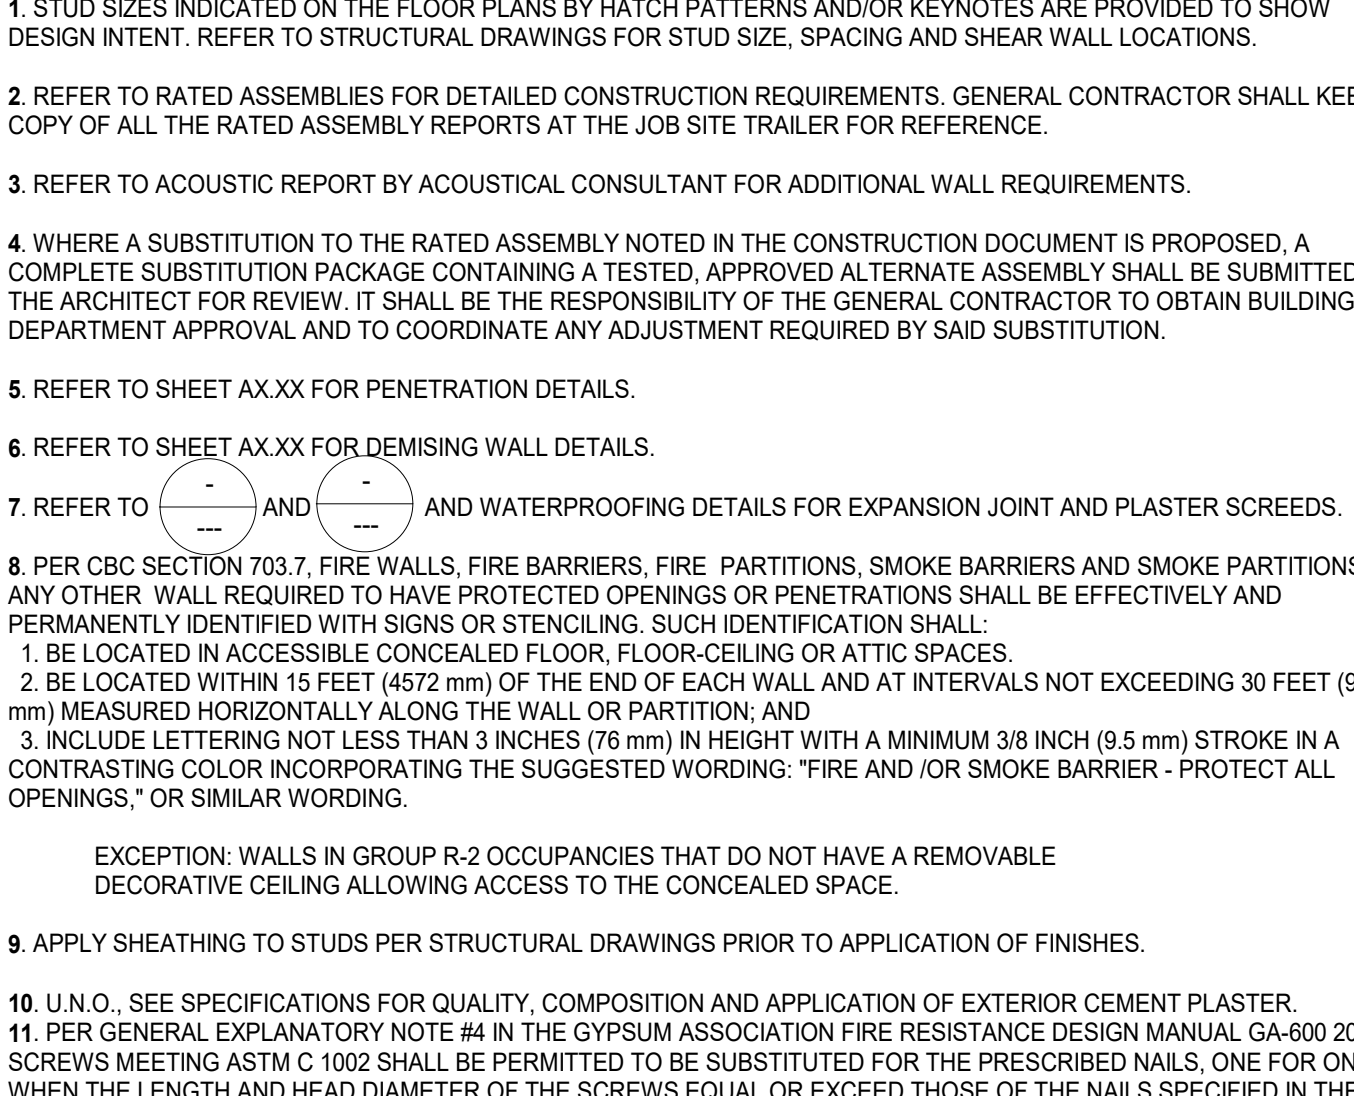 1. STUD SIZES INDICATED ON THE FLOOR PLANS BY HATCH PATTERNS AND/OR KEYNOTES ARE PROVIDED TO SHOW
DESIGN INTENT. REFER TO STRUCTURAL DRAWINGS FOR STUD SIZE, SPACING AND SHEAR WALL LOCATIONS.
2. REFER TO RATED ASSEMBLIES FOR DETAILED CONSTRUCTION REQUIREMENTS. GENERAL CONTRACTOR SHALL
COPY OF ALL THE RATED ASSEMBLY REPORTS AT THE JOB SITE TRAILER FOR REFERENCE.
3. REFER TO ACOUSTIC REPORT BY ACOUSTICAL CONSULTANT FOR ADDITIONAL WALL REQUIREMENTS.
4. WHERE A SUBSTITUTION TO THE RATED ASSEMBLY NOTED IN THE CONSTRUCTION DOCUMENT IS PROPOSED, A
COMPLETE SUBSTITUTION PACKAGE CONTAINING A TESTED, APPROVED ALTERNATE ASSEMBLY SHALL BE SUBMITTED
THE ARCHITECT FOR REVIEW. IT SHALL BE THE RESPONSIBILITY OF THE GENERAL CONTRACTOR TO OBTAIN BUILDING
DEPARTMENT APPROVAL AND TO COORDINATE ANY ADJUSTMENT REQUIRED BY SAID SUBSTITUTION.
5. REFER TO SHEET AX.XX FOR PENETRATION DETAILS.
6. REFER TO SHEET AX.XX FOR DEMISING WALL DETAILS.
7. REFER TO - --- AND - --- AND WATERPROOFING DETAILS FOR EXPANSION JOINT AND PLASTER SCREEDS.
8. PER CBC SECTION 703.7, FIRE WALLS, FIRE BARRIERS, FIRE PARTITIONS, SMOKE BARRIERS AND SMOKE PARTITIONS
ANY OTHER WALL REQUIRED TO HAVE PROTECTED OPENINGS OR PENETRATIONS SHALL BE EFFECTIVELY AND
PERMANENTLY IDENTIFIED WITH SIGNS OR STENCILING. SUCH IDENTIFICATION SHALL:
1. BE LOCATED IN ACCESSIBLE CONCEALED FLOOR, FLOOR-CEILING OR ATTIC SPACES.
2. BE LOCATED WITHIN 15 FEET (4572 mm) OF THE END OF EACH WALL AND AT INTERVALS NOT EXCEEDING 30 FEET
mm) MEASURED HORIZONTALLY ALONG THE WALL OR PARTITION; AND
3. INCLUDE LETTERING NOT LESS THAN 3 INCHES (76 mm) IN HEIGHT WITH A MINIMUM 3/8 INCH (9.5 mm) STROKE IN A
CONTRASTING COLOR INCORPORATING THE SUGGESTED WORDING: "FIRE AND /OR SMOKE BARRIER - PROTECT ALL
OPENINGS," OR SIMILAR WORDING.
EXCEPTION: WALLS IN GROUP R-2 OCCUPANCIES THAT DO NOT HAVE A REMOVABLE
DECORATIVE CEILING ALLOWING ACCESS TO THE CONCEALED SPACE.
9. APPLY SHEATHING TO STUDS PER STRUCTURAL DRAWINGS PRIOR TO APPLICATION OF FINISHES.
10. U.N.O., SEE SPECIFICATIONS FOR QUALITY, COMPOSITION AND APPLICATION OF EXTERIOR CEMENT PLASTER.
11. PER GENERAL EXPLANATORY NOTE #4 IN THE GYPSUM ASSOCIATION FIRE RESISTANCE DESIGN MANUAL GA-600
SCREWS MEETING ASTM C 1002 SHALL BE PERMITTED TO BE SUBSTITUTED FOR THE PRESCRIBED NAILS, ONE FOR
WHEN THE LENGTH AND HEAD DIAMETER OF THE SCREWS EQUAL OR EXCEED THOSE OF THE NAILS SPECIFIED IN THE